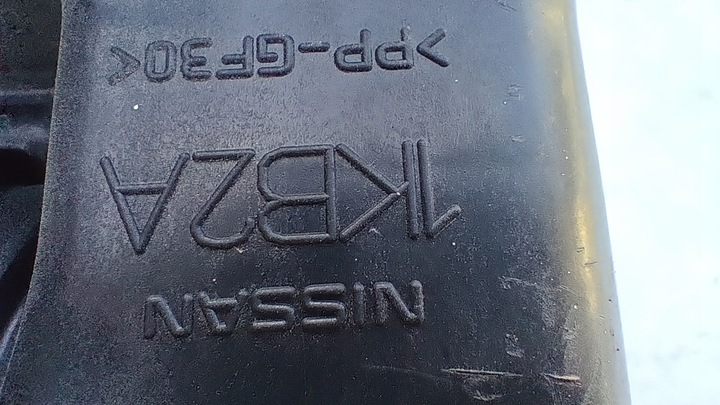 NISSAN
1KB2A
>PP-GF30<